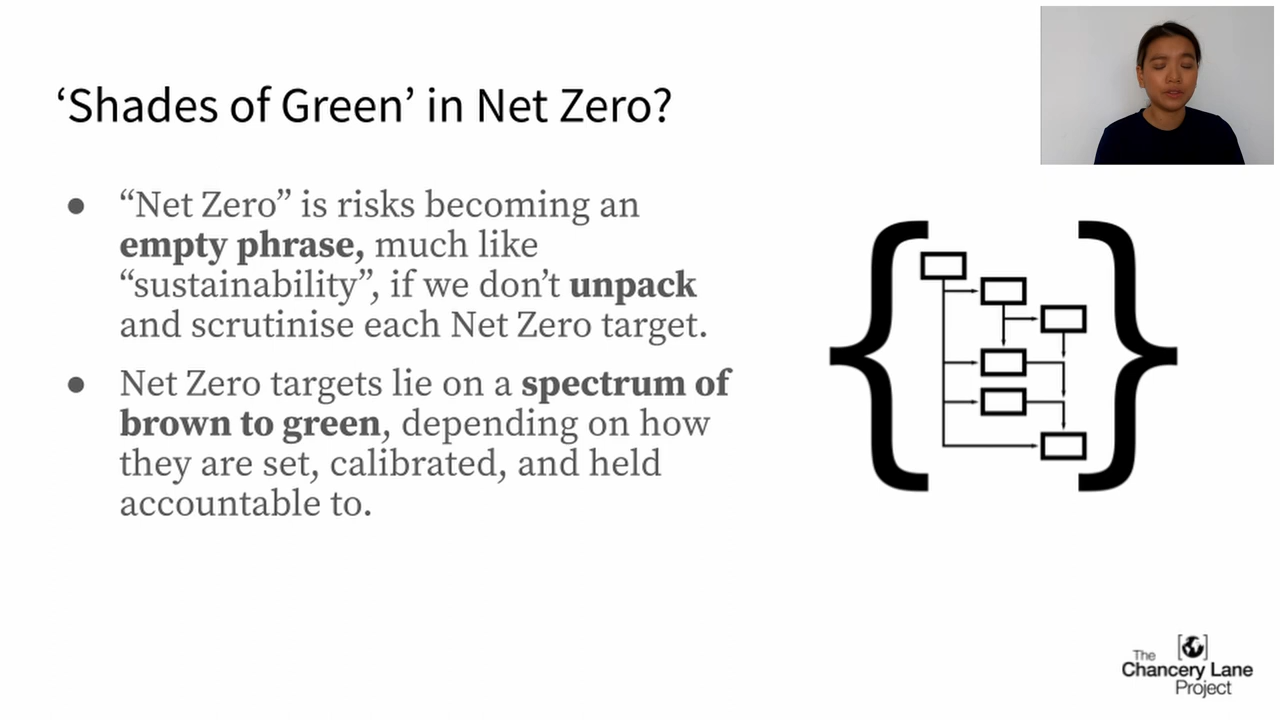 ‘Shades of Green’ in Net Zero?
● “Net Zero” is risks becoming an
empty phrase, much like
“sustainability”, if we don’t unpack
and scrutinise each Net Zero target.
● Net Zero targets lie on a spectrum of
brown to green, depending on how
they are set, calibrated, and held
accountable to.
The
Chancery Lane
Project